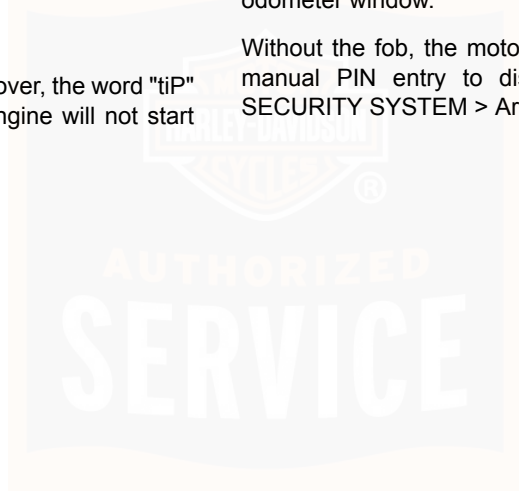 over, the word "tiP"
ngine will not start
odometer window.
Without the fob, the moto
manual PIN entry to dis
SECURITY SYSTEM > Ar
MOTOR
HARLEY-DAVIDSON
CYCLES
®
AUTHORIZED
SERVICE